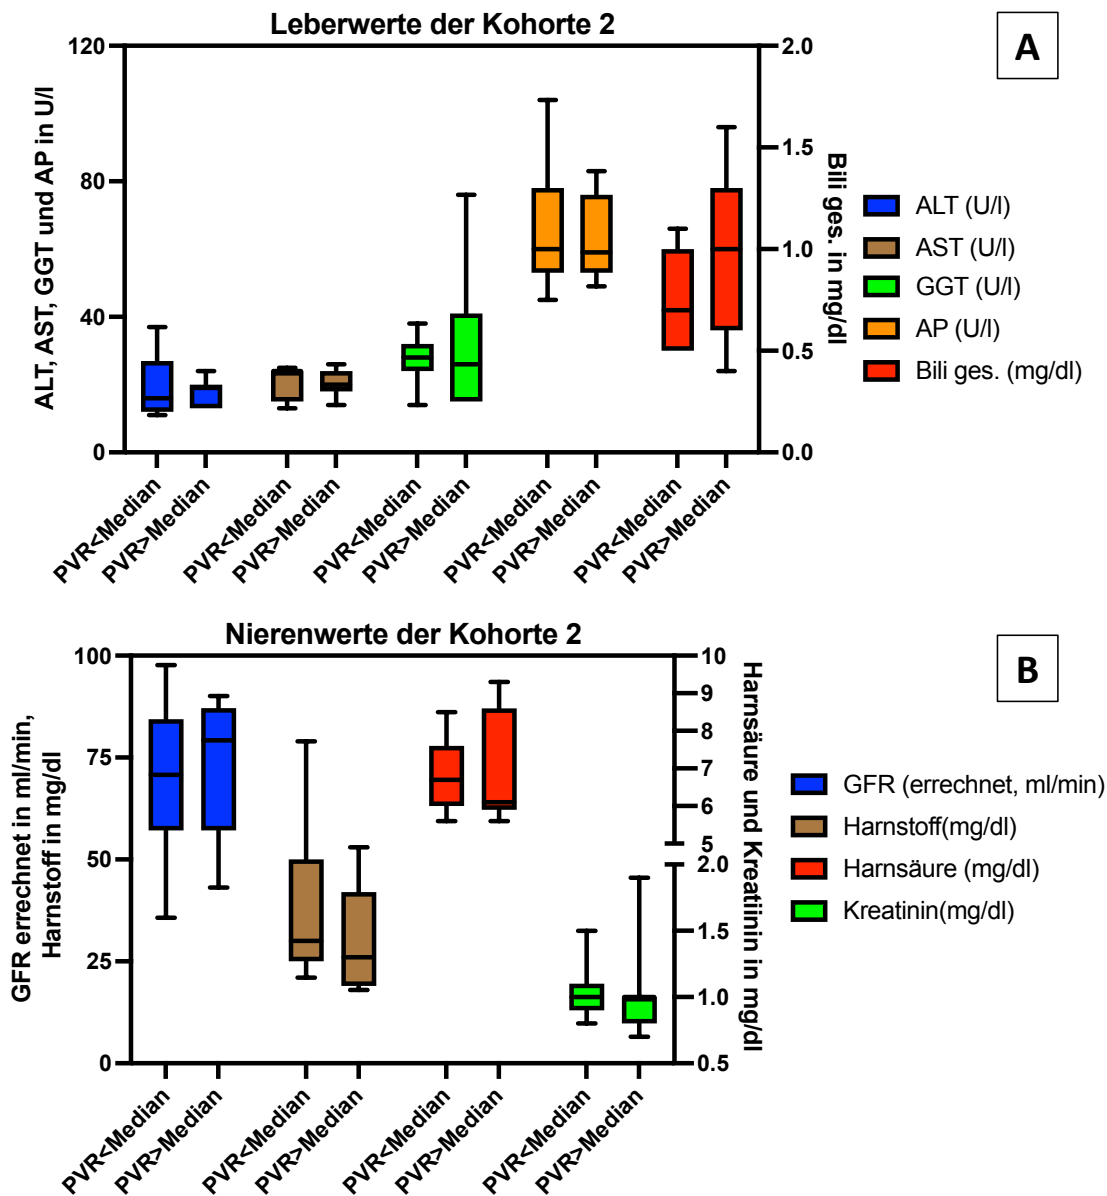 Leberwerte der Kohorte 2
A
ALT, AST, GGT und AP in U/l
120
80
40
0
2.0
1.5
1.0
0.5
0.0
Bili ges. in mg/dl
ALT (U/l)
AST (U/l)
GGT (U/l)
AP (U/l)
Bili ges. (mg/dl)
PVR<Median
PVR>Median
PVR<Median
PVR>Median
PVR<Median
PVR>Median
PVR<Median
PVR>Median
PVR<Median
PVR>Median
Nierenwerte der Kohorte 2
B
GFR errechnet in ml/min,
Harnstoff in mg/dl
100
75
50
25
0
10
9
8
7
6
5
2.0
1.5
1.0
0.5
Harnsäure und Kreatiinin in mg/dl
GFR (errechnet, ml/min)
Harnstoff(mg/dl)
Harnsäure (mg/dl)
Kreatinin(mg/dl)
PVR<Median
PVR>Median
PVR<Median
PVR>Median
PVR<Median
PVR>Median
PVR<Median
PVR>Median